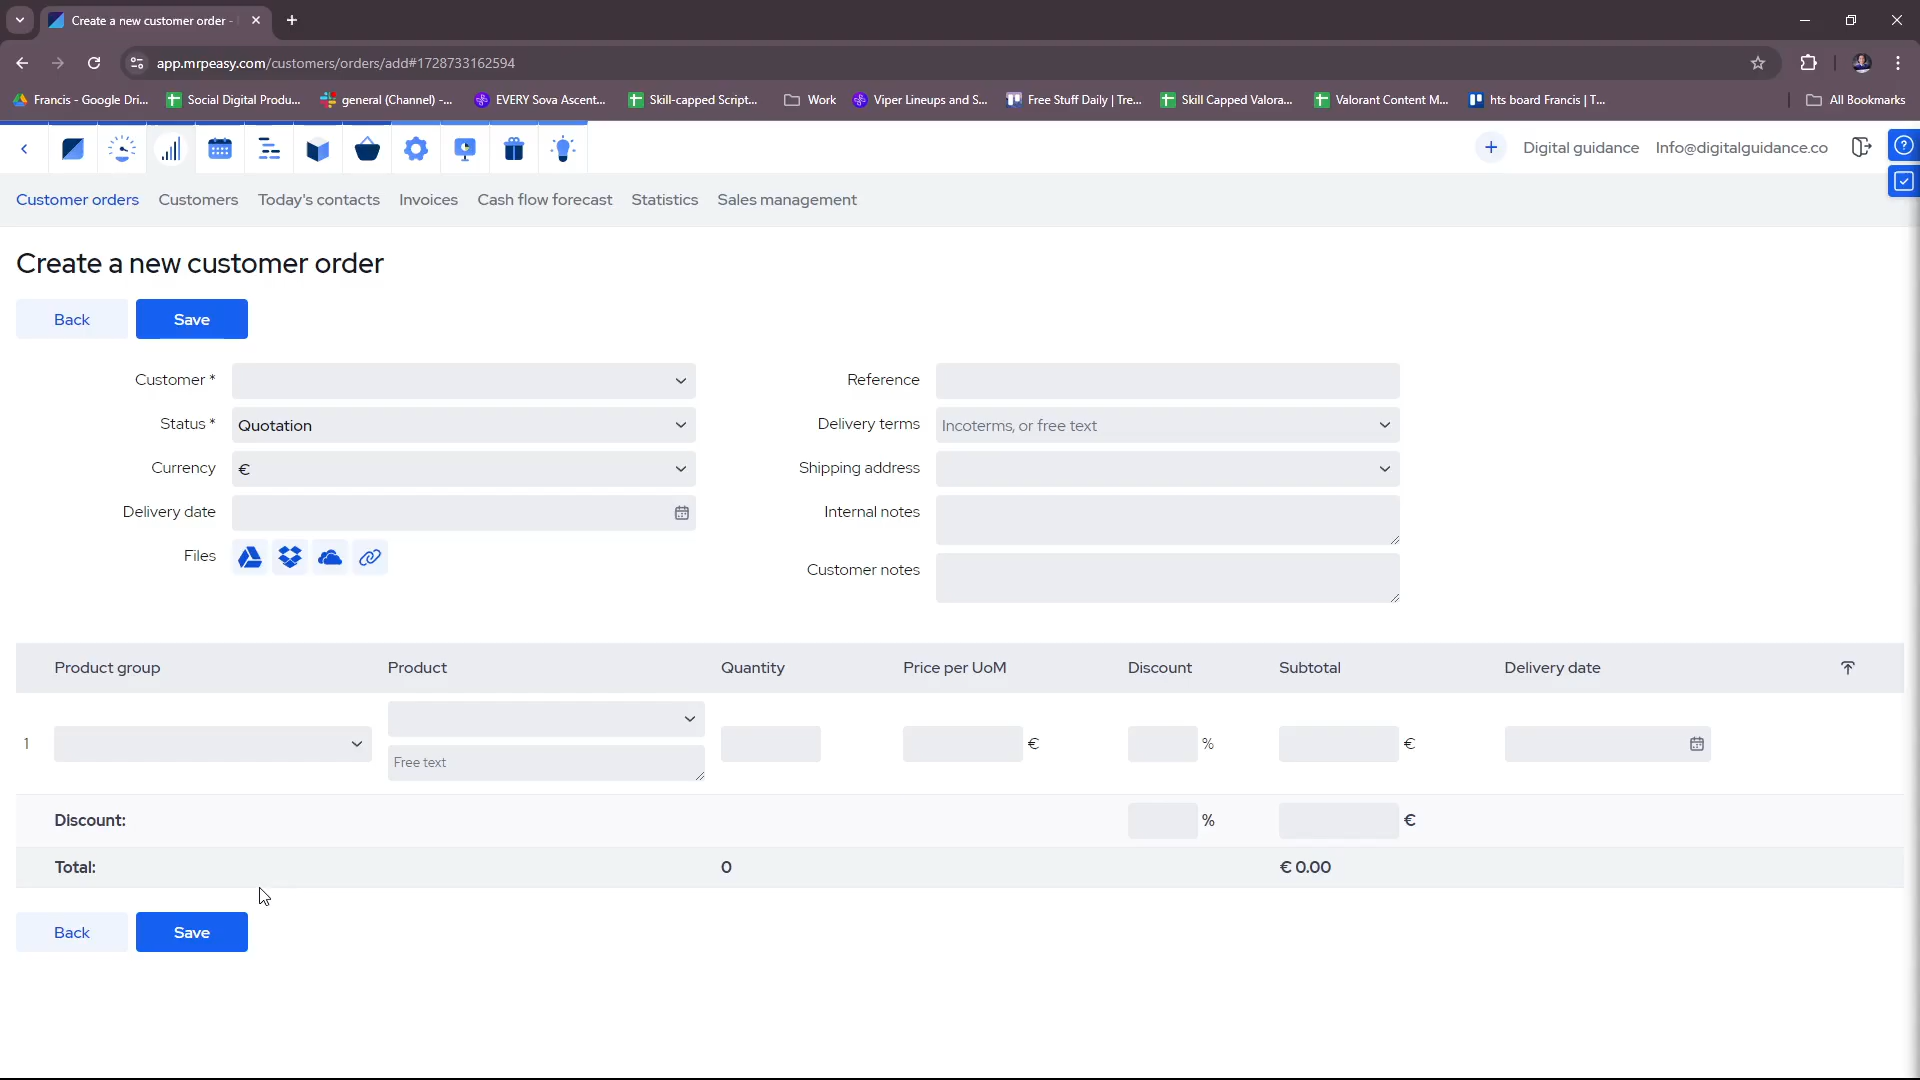 Create a new customer order -
app.mrpeasy.com/customers/orders/add#1728733162594
Francis - Google Dri... Social Digital Produ... general (Channel) -... EVERY Sova Ascent... Skill-capped Script... Work Viper Lineups and S... Free Stuff Daily | Tre... Skill Capped Valora... Valorant Content M... hts board Francis | T... All Bookmarks
Digital guidance Info@digitalguidance.co
Customer orders Customers Today's contacts Invoices Cash flow forecast Statistics Sales management
Create a new customer order
Back Save
Customer * Reference
Status * Quotation Delivery terms Incoterms, or free text
Currency € Shipping address
Delivery date Internal notes
Files Customer notes
Product group Product Quantity Price per UoM Discount Subtotal Delivery date
1 € % €
Free text
Discount: % €
Total: 0 € 0.00
Back Save